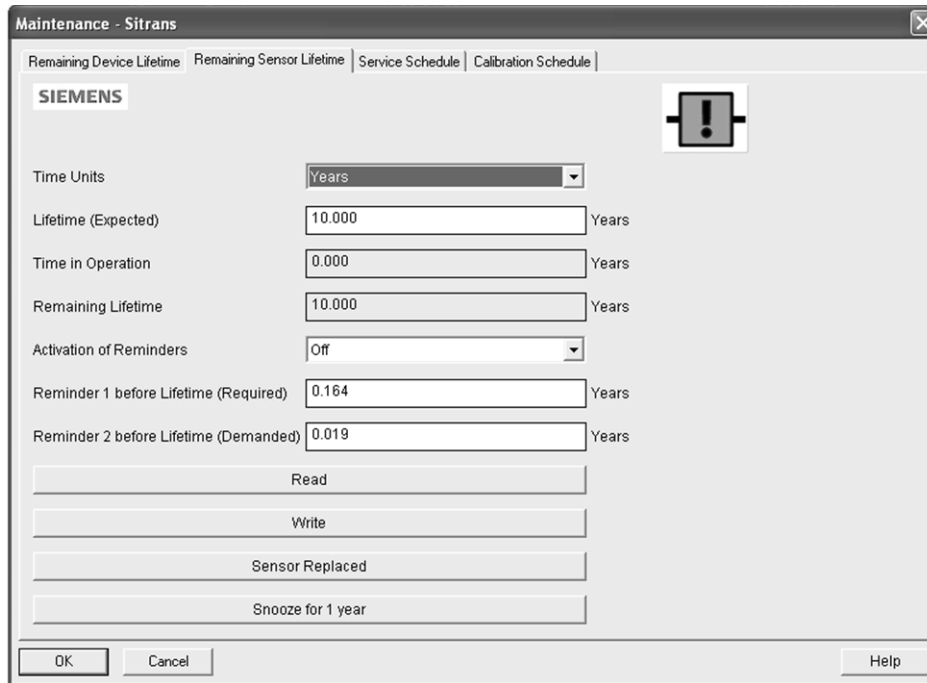 Maintenance - Sitrans
Remaining Device Lifetime Remaining Sensor Lifetime Service Schedule Calibration Schedule
SIEMENS
Time Units Years
Lifetime (Expected) 10.000 Years
Time in Operation 0.000 Years
Remaining Lifetime 10.000 Years
Activation of Reminders Off
Reminder 1 before Lifetime (Required) 0.164 Years
Reminder 2 before Lifetime (Demanded) 0.019 Years
Read
Write
Sensor Replaced
Snooze for 1 year
OK Cancel Help